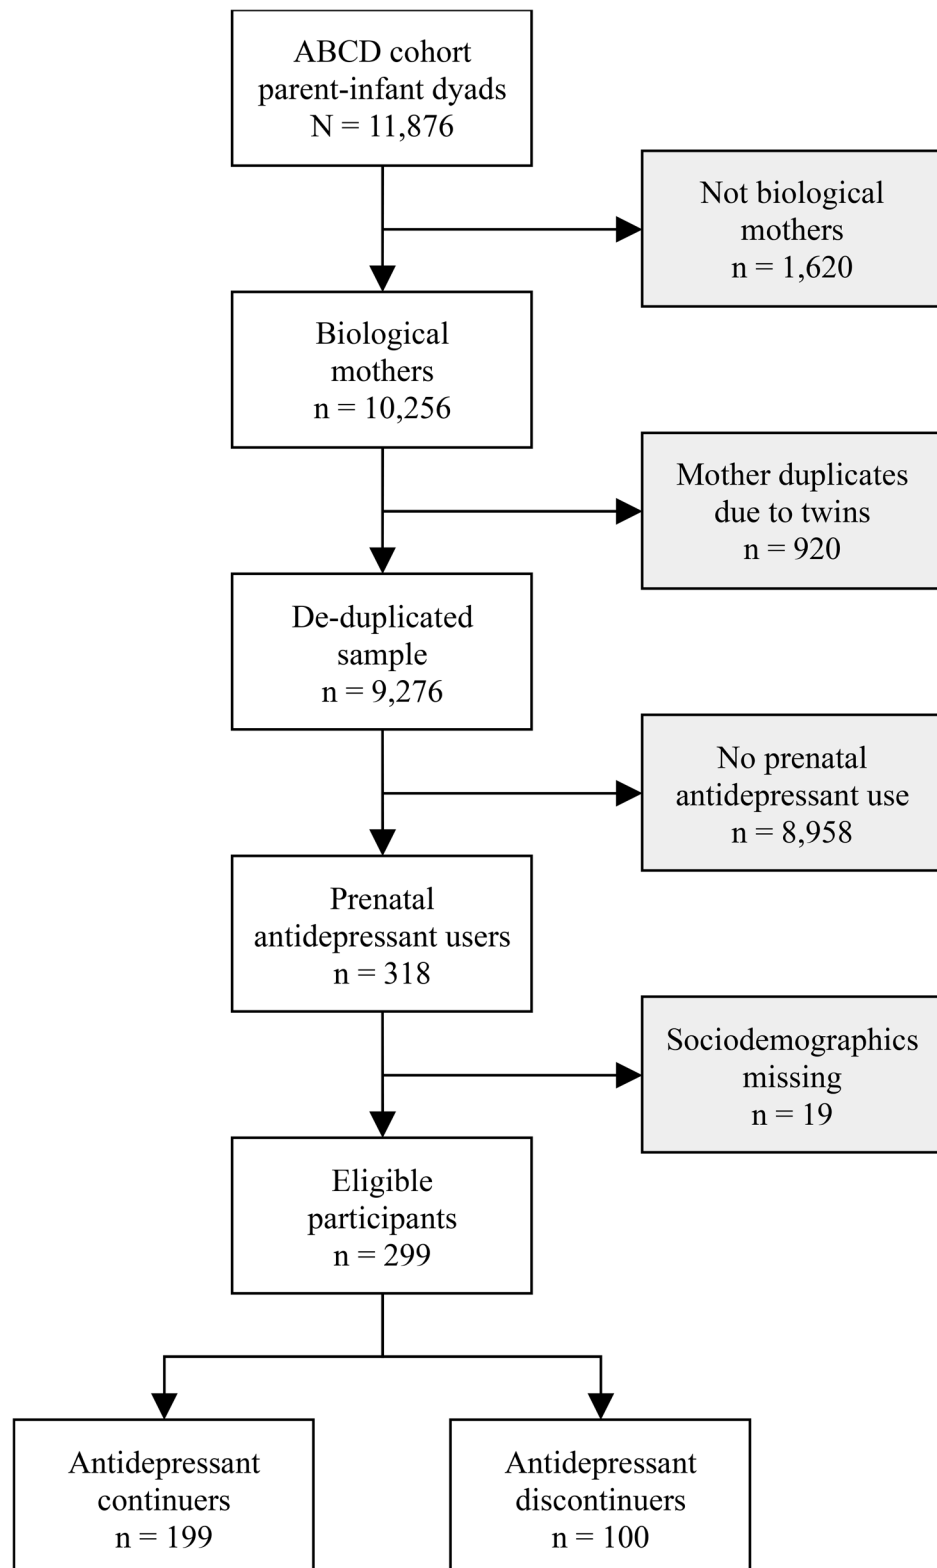 ABCD cohort
parent-infant dyads
N = 11,876
Not biological
mothers
n = 1,620
Biological
mothers
n = 10,256
Mother duplicates
due to twins
n = 920
De-duplicated
sample
n = 9,276
No prenatal
antidepressant use
n = 8,958
Prenatal
antidepressant users
n = 318
Sociodemographics
missing
n = 19
Eligible
participants
n = 299
Antidepressant
continuers
n = 199
Antidepressant
discontinuers
n = 100